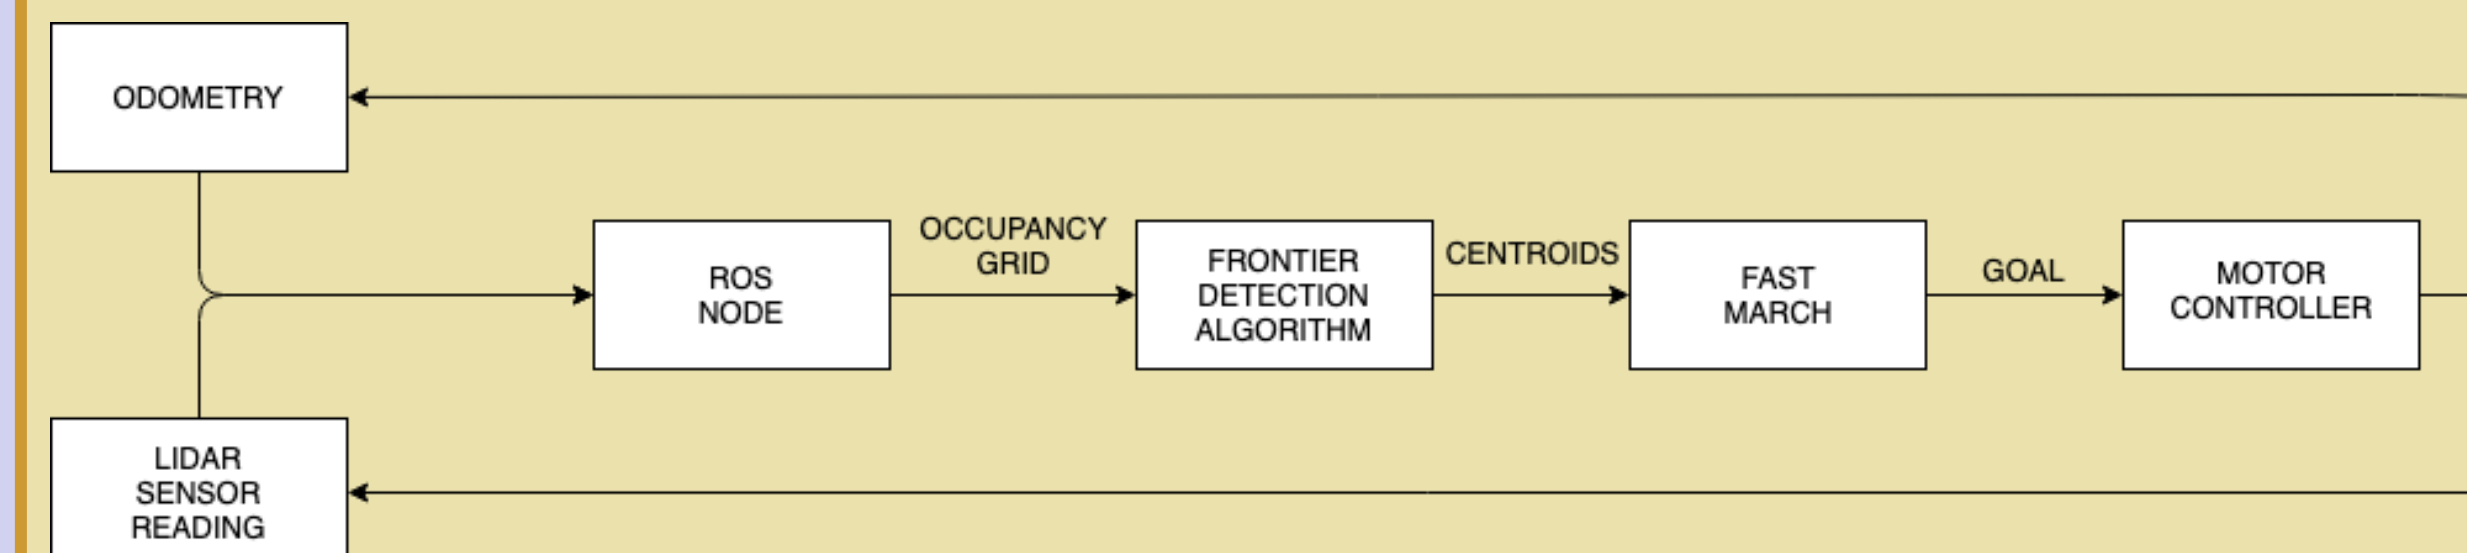 ODOMETRY
OCCUPANCY
GRID
ROS
NODE
FRONTIER
DETECTION
ALGORITHM
CENTROIDS
FAST
MARCH
GOAL
MOTOR
CONTROLLER
LIDAR
SENSOR
READING